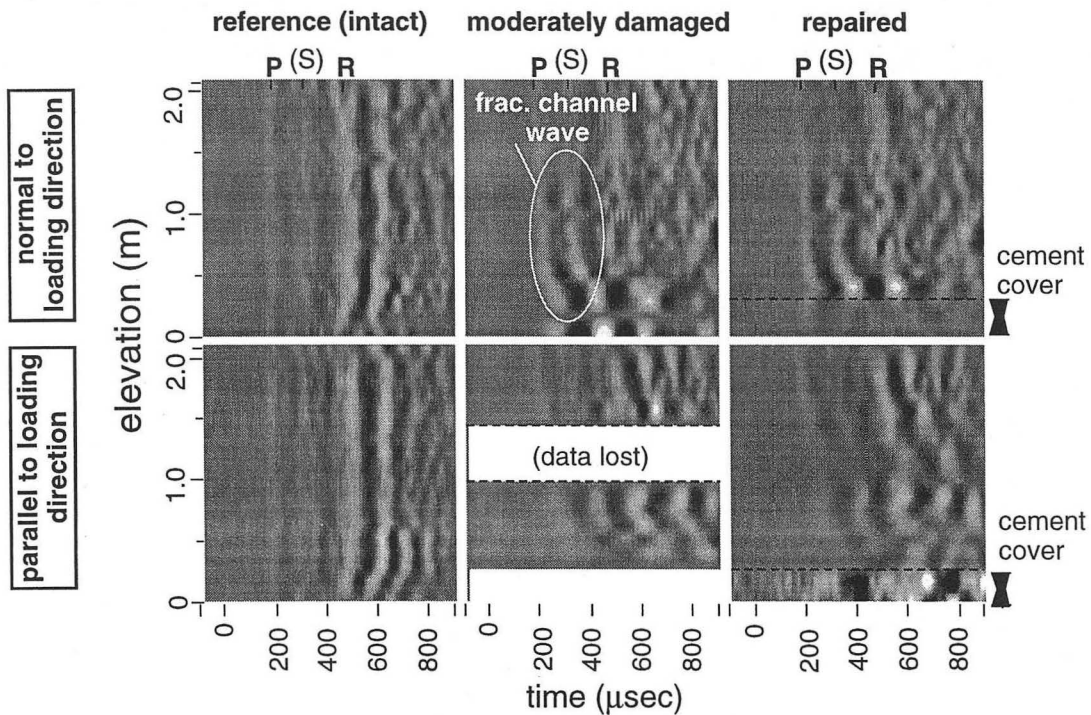 reference (intact) moderately damaged repaired
P (S) R P (S) R P (S) R
normal to
loading direction
parallel to loading
direction
elevation (m)
2.0
1.0
0
2.0
1.0
0
frac. channel
wave
(data lost)
cement
cover
cement
cover
0 200 400 600 800 0 200 400 600 800 0 200 400 600 800
time (μsec)